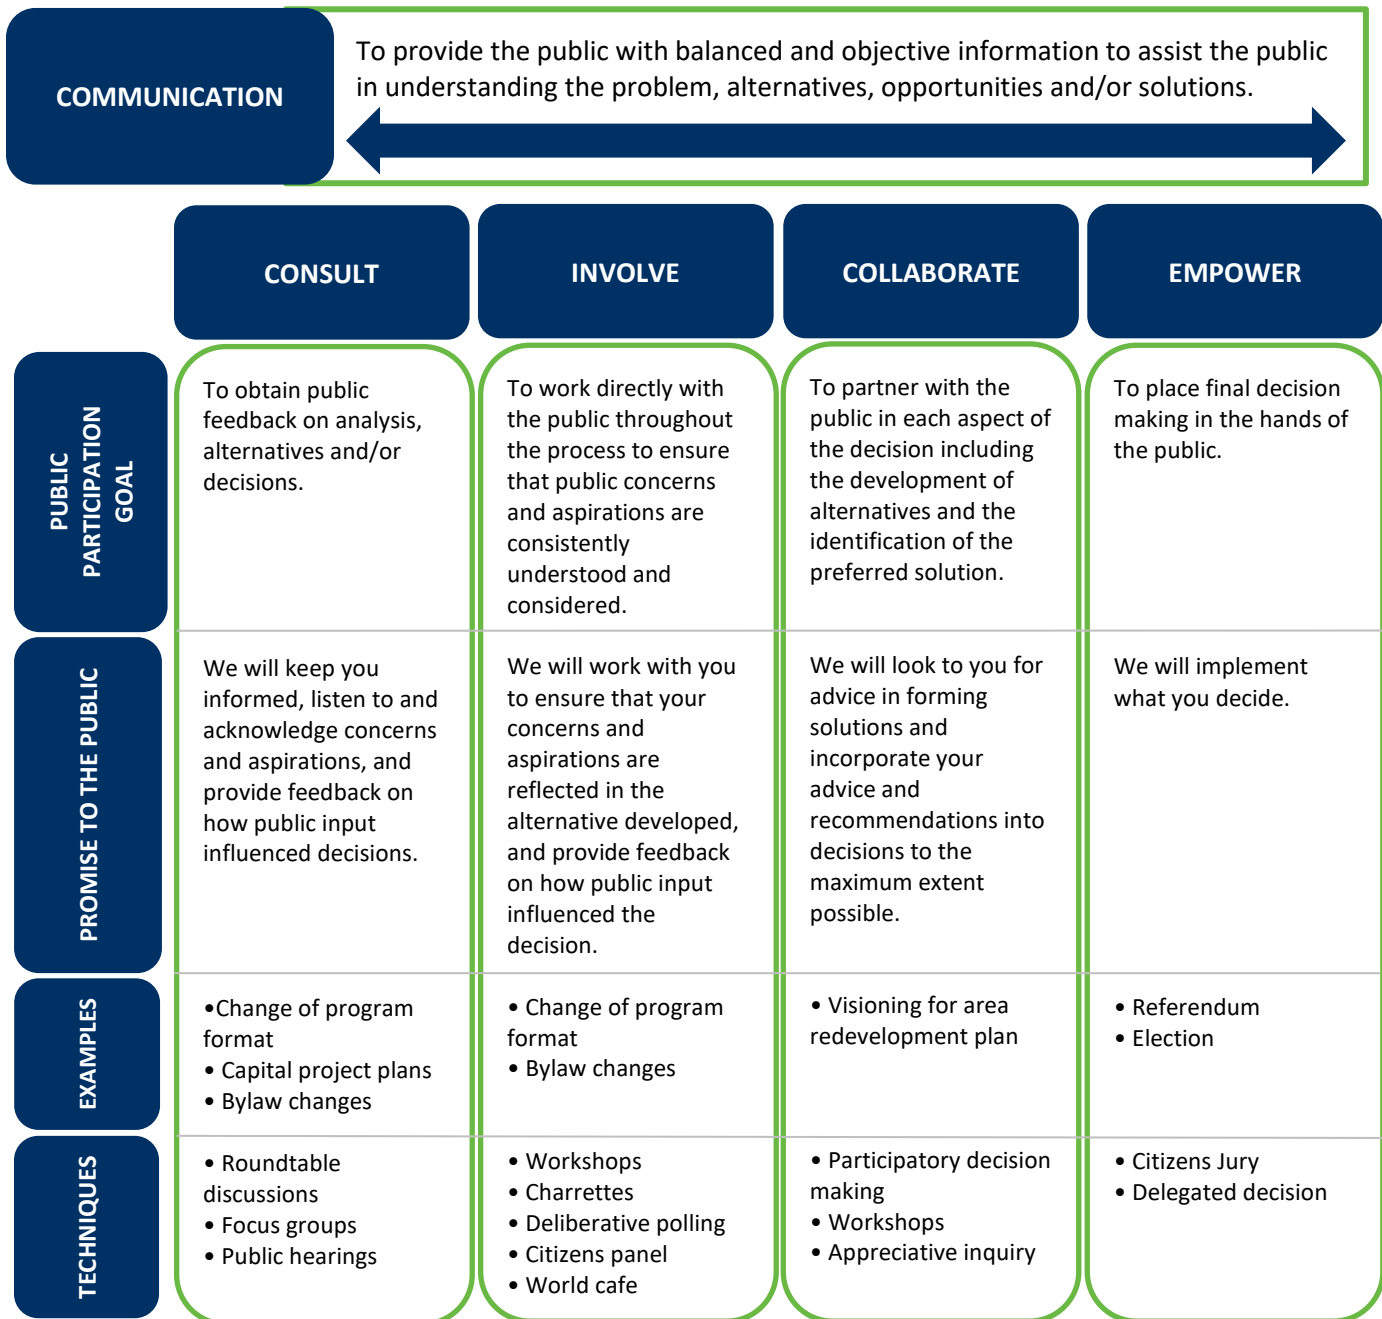 COMMUNICATION
To provide the public with balanced and objective information to assist the public
in understanding the problem, alternatives, opportunities and/or solutions.
CONSULT
INVOLVE
COLLABORATE
EMPOWER
PUBLIC
PARTICIPATION
GOAL
To obtain public
feedback on analysis,
alternatives and/or
decisions.
To work directly with
the public throughout
the process to ensure
that public concerns
and aspirations are
consistently
understood and
considered.
To partner with the
public in each aspect of
the decision including
the development of
alternatives and the
identification of the
preferred solution.
To place final decision
making in the hands of
the public.
PROMISE TO THE PUBLIC
We will keep you
informed, listen to and
acknowledge concerns
and aspirations, and
provide feedback on
how public input
influenced decisions.
We will work with you
to ensure that your
concerns and
aspirations are
reflected in the
alternative developed,
and provide feedback
on how public input
influenced the
decision.
We will look to you for
advice in forming
solutions and
incorporate your
advice and
recommendations into
decisions to the
maximum extent
possible.
We will implement
what you decide.
EXAMPLES
•Change of program
format
• Capital project plans
• Bylaw changes
• Change of program
format
• Bylaw changes
• Visioning for area
redevelopment plan
• Referendum
• Election
TECHNIQUES
• Roundtable
discussions
• Focus groups
• Public hearings
• Workshops
• Charrettes
• Deliberative polling
• Citizens panel
• World cafe
• Participatory decision
making
• Workshops
• Appreciative inquiry
• Citizens Jury
• Delegated decision